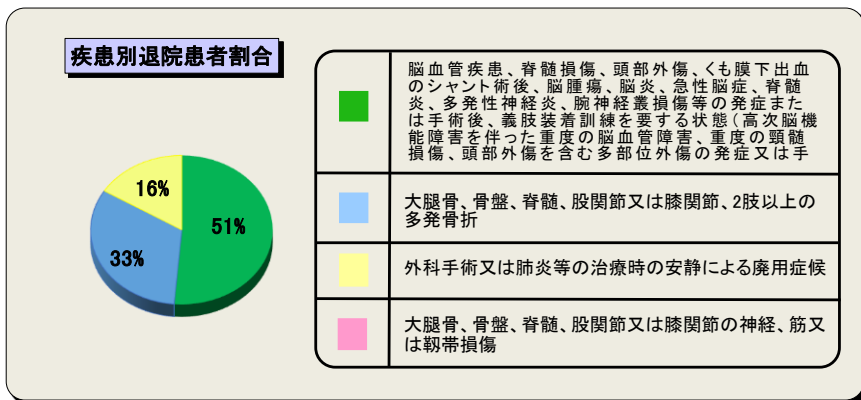 疾患別退院患者割合
脳血管疾患、脊髄損傷、頭部外傷、くも膜下出血
のシャント術後、脳腫瘍、脳炎、急性脳症、脊髄
炎、多発性神経炎、腕神経叢損傷等の発症また
は手術後、義肢装着訓練を要する状態（高次脳機
能障害を伴った重度の脳血管障害、重度の頸髄
損傷、頭部外傷を含む多部位外傷の発症又は手
大腿骨、骨盤、脊髄、股関節又は膝関節、2肢以上の
多発骨折
外科手術又は肺炎等の治療時の安静による廃用症候
大腿骨、骨盤、脊髄、股関節又は膝関節の神経、筋又
は靱帯損傷
16%
51%
33%